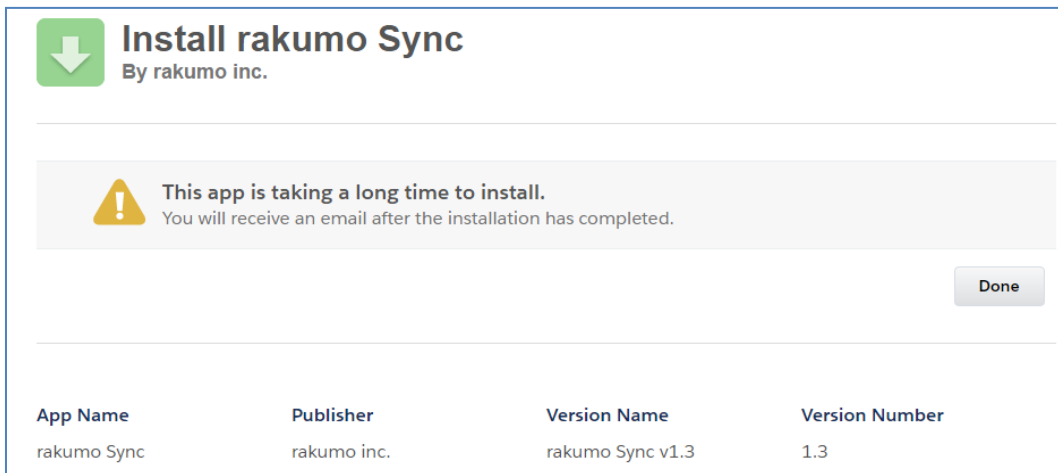 Install rakumo Sync
By rakumo inc.
This app is taking a long time to install.
You will receive an email after the installation has completed.
Done
App Name Publisher Version Name Version Number
rakumo Sync rakumo inc. rakumo Sync v1.3 1.3